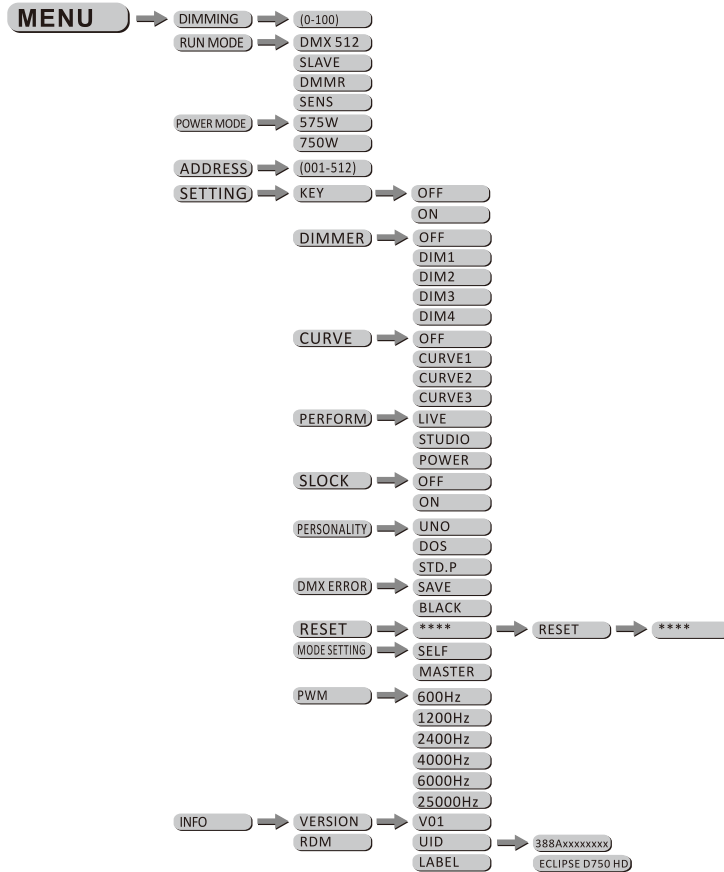 MENU DIMMING (0-100)
RUN MODE DMX 512
SLAVE
DMMR
SENS
POWER MODE 575W
750W
ADDRESS (001-512)
SETTING KEY OFF
ON
DIMMER OFF
DIM1
DIM2
DIM3
DIM4
CURVE OFF
CURVE1
CURVE2
CURVE3
PERFORM LIVE
STUDIO
POWER
SLOCK OFF
ON
PERSONALITY UNO
DOS
STD.P
DMX ERROR SAVE
BLACK
RESET **** RESET ****
MODE SETTING SELF
MASTER
PWM 600Hz
1200Hz
2400Hz
4000Hz
6000Hz
25000Hz
INFO VERSION V01
RDM UID 388Axxxxxxxx
LABEL ECLIPSE D750 HD